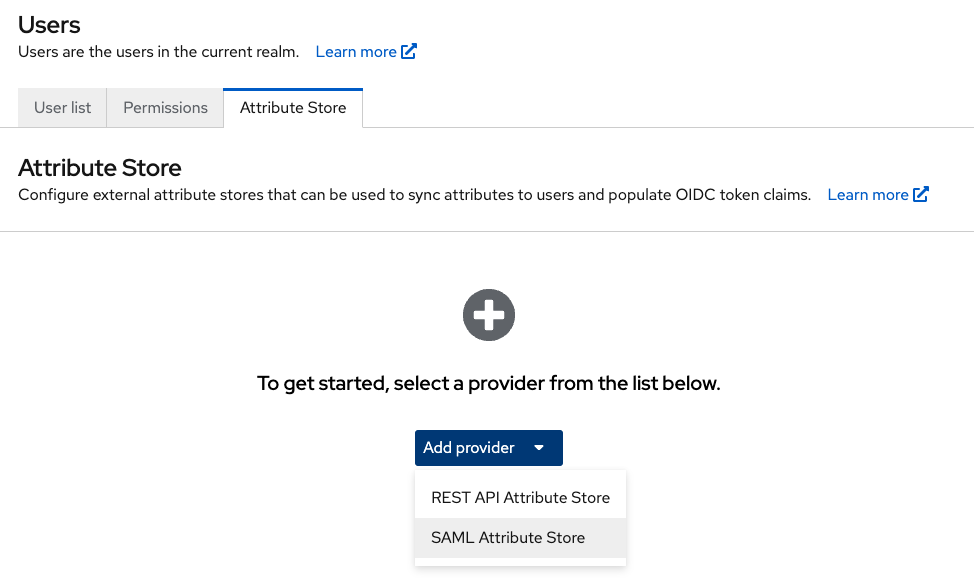 Users
Users are the users in the current realm. Learn more
User list Permissions Attribute Store
Attribute Store
Configure external attribute stores that can be used to sync attributes to users and populate OIDC token claims. Learn more
To get started, select a provider from the list below.
Add provider
REST API Attribute Store
SAML Attribute Store